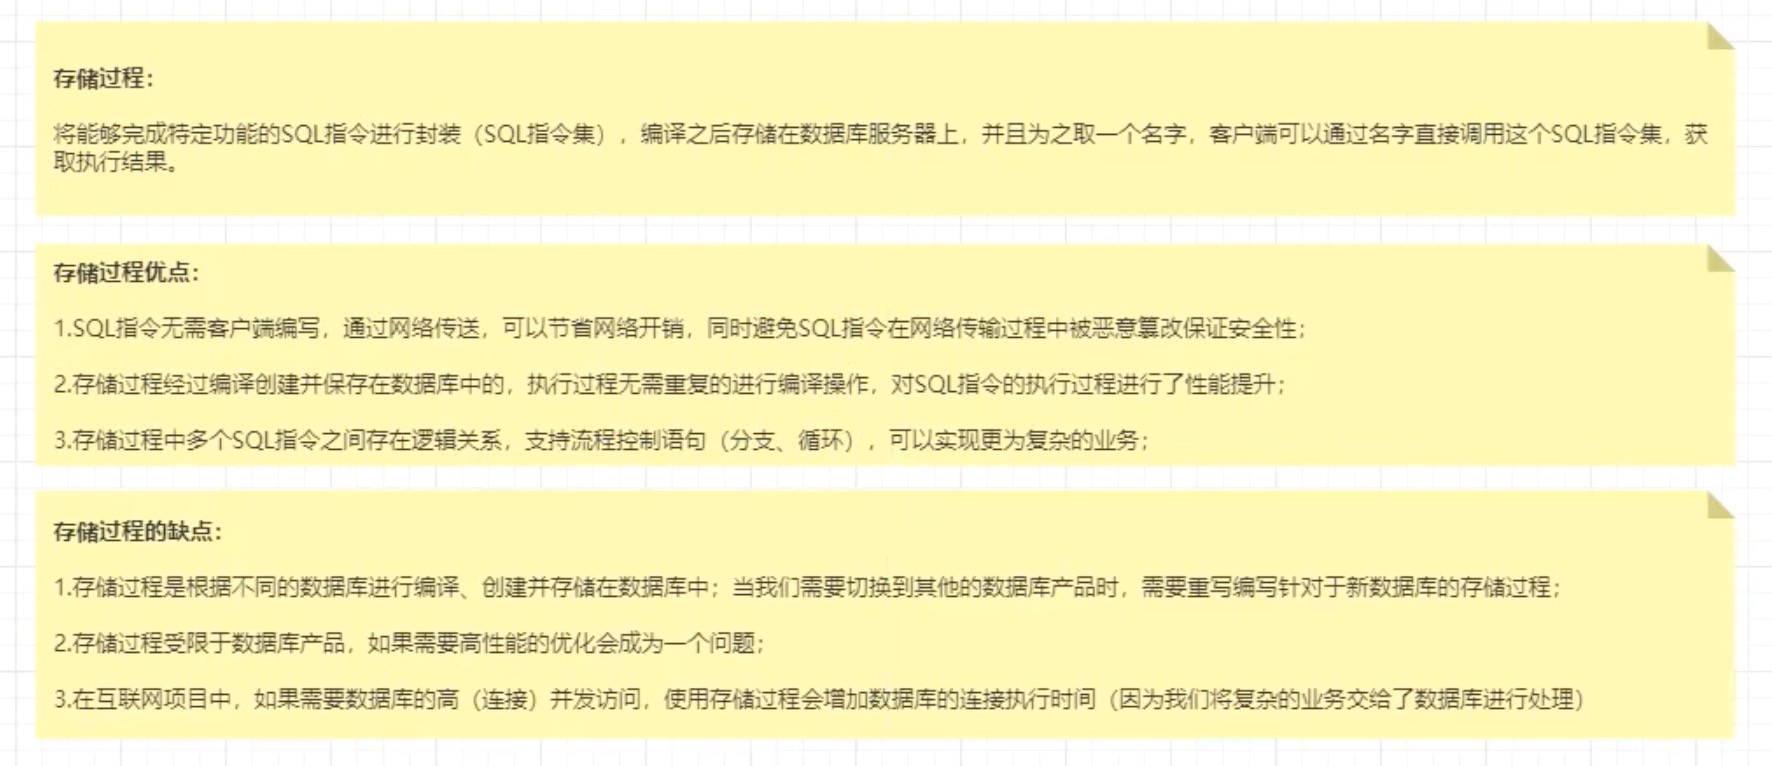 存储过程：
将能够完成特定功能的SQL指令进行封装（SQL指令集），编译之后存储在数据库服务器上，并且为之取一个名字，客户端可以通过名字直接调用这个SQL指令集，获
取执行结果。
存储过程优点：
1.SQL指令无需客户端编写，通过网络传送，可以节省网络开销，同时避免SQL指令在网络传输过程中被恶意篡改保证安全性；
2.存储过程经过编译创建并保存在数据库中的，执行过程无需重复的进行编译操作，对SQL指令的执行过程进行了性能提升；
3.存储过程中多个SQL指令之间存在逻辑关系，支持流程控制语句（分支、循环），可以实现更为复杂的业务；
存储过程的缺点：
1.存储过程是根据不同的数据库进行编译、创建并存储在数据库中；当我们需要切换到其他的数据库产品时，需要重写编写针对于新数据库的存储过程；
2.存储过程受限于数据库产品，如果需要高性能的优化会成为一个问题；
3.在互联网项目中，如果需要数据库的高（连接）并发访问，使用存储过程会增加数据库的连接执行时间（因为我们将复杂的业务交给了数据库进行处理）